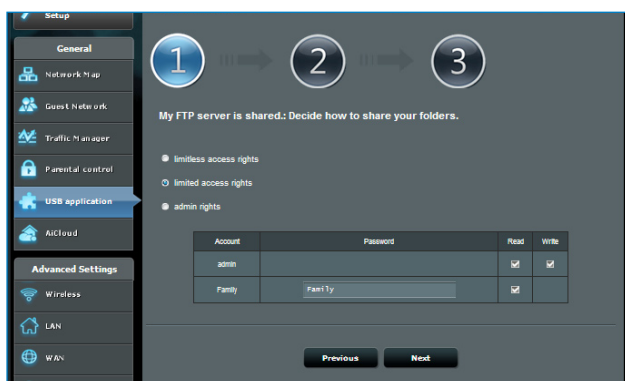 Setup
General
Network Map
Guest Network
Traffic Manager
Parental control
USB application
AiCloud
Advanced Settings
Wireless
LAN
WAN
1 2 3
My FTP server is shared.: Decide how to share your folders.
limitless access rights
limited access rights
admin rights
Account Password Read Write
admin
Family Family
Previous Next